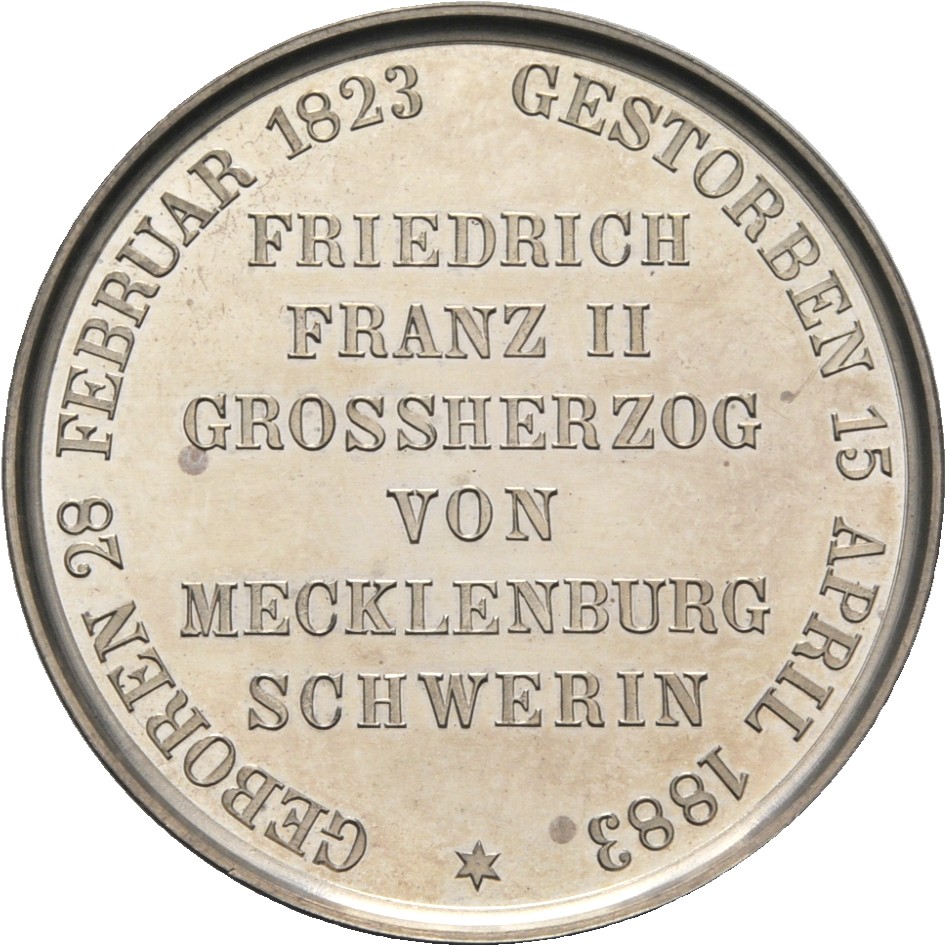 GEBOREN 28 FEBRUAR 1823 GESTORBEN 15 APRIL 1883
FRIEDRICH
FRANZ II
GROSSHERZOG
VON
MECKLENBURG
SCHWERIN